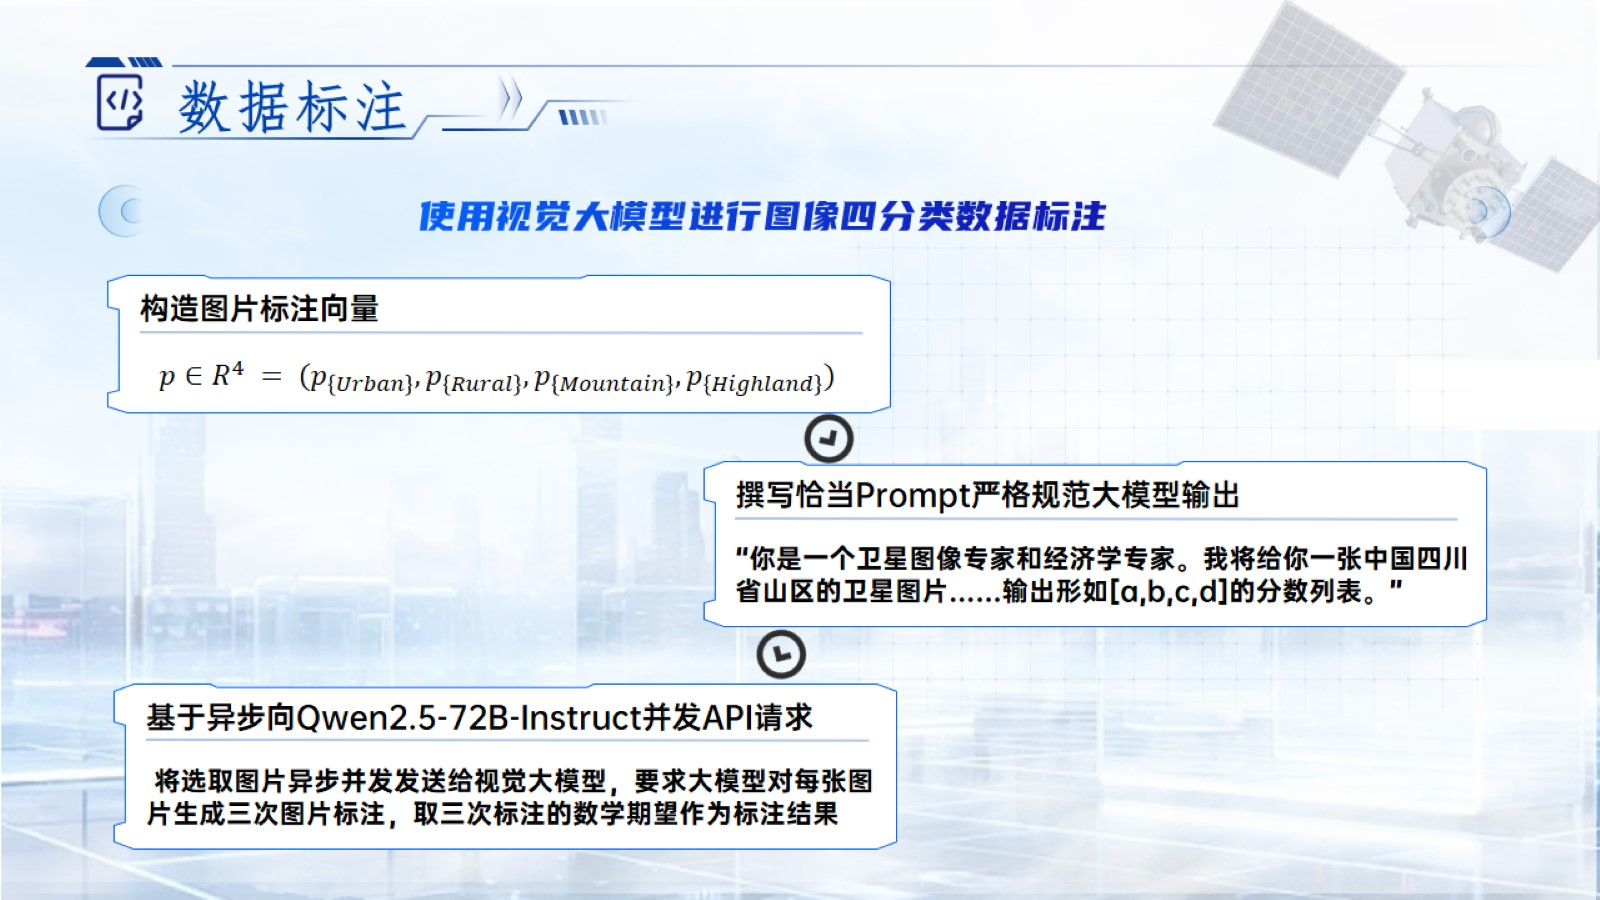 数据标注
使用视觉大模型进行图像四分类数据标注
构造图片标注向量
p ∈ R⁴ = (p_{Urban}, p_{Rural}, p_{Mountain}, p_{Highland})
撰写恰当Prompt严格规范大模型输出
“你是一个卫星图像专家和经济学专家。我将给你一张中国四川
省山区的卫星图片……输出形如[a,b,c,d]的分数列表。”
基于异步向Qwen2.5-72B-Instruct并发API请求
将选取图片异步并发发送给视觉大模型，要求大模型对每张图
片生成三次图片标注，取三次标注的数学期望作为标注结果